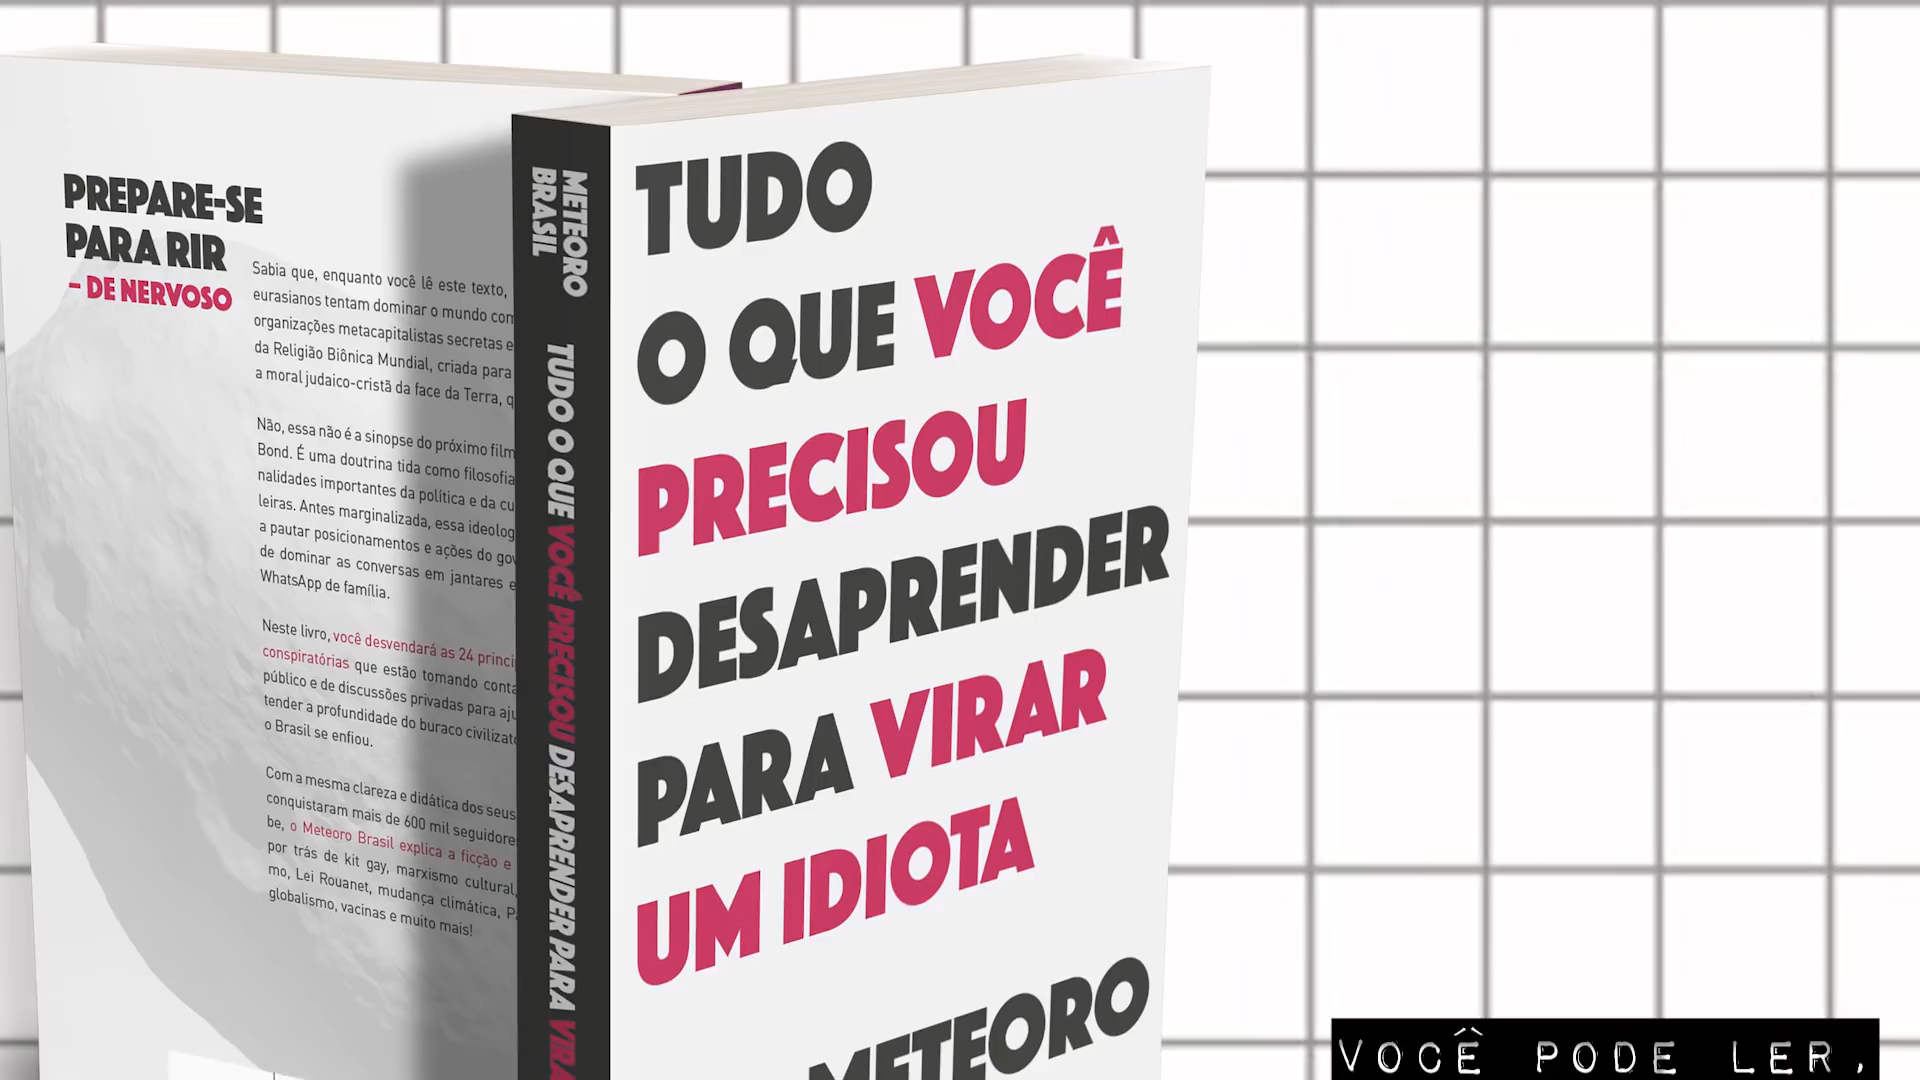 PREPARE-SE
PARA RIR
– DE NERVOSO
Sabia que, enquanto você lê este texto,
eurasianos tentam dominar o mundo com
organizações metacapitalistas secretas e
da Religião Biônica Mundial, criada para
a moral judaico-cristã da face da Terra, q
Não, essa não é a sinopse do próximo film
Bond. É uma doutrina tida como filosofia
nalidades importantes da política e da cu
leiras. Antes marginalizada, essa ideolog
a pautar posicionamentos e ações do gov
de dominar as conversas em jantares e
WhatsApp de família.
Neste livro, você desvendará as 24 princi
conspiratórias que estão tomando conta
público e de discussões privadas para aju
tender a profundidade do buraco civilizat
o Brasil se enfiou.
Com a mesma clareza e didática dos seus
conquistaram mais de 600 mil seguidores
be, o Meteoro Brasil explica a ficção e
por trás de kit gay, marxismo cultural,
mo, Lei Rouanet, mudança climática, P
globalismo, vacinas e muito mais!
METEORO
BRASIL
TUDO O QUE VOCÊ PRECISOU DESAPRENDER PARA VIRA
TUDO
O QUE VOCÊ
PRECISOU
DESAPRENDER
PARA VIRAR
UM IDIOTA
METEORO
VOCÊ PODE LER,